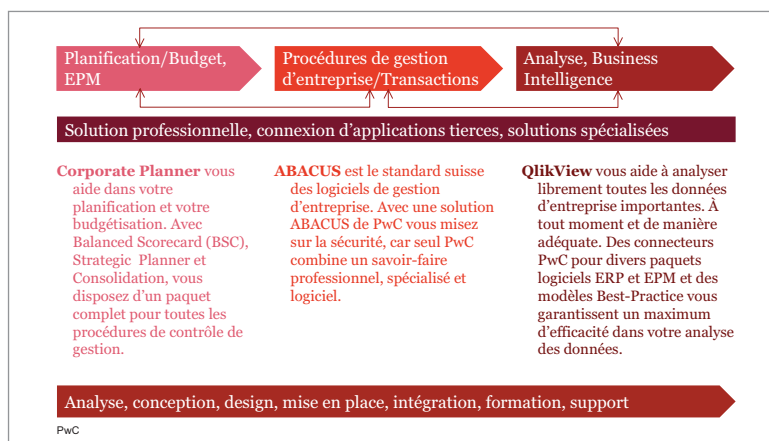 Planification/Budget,
EPM
Procédures de gestion
d'entreprise/Transactions
Analyse, Business
Intelligence
Solution professionnelle, connexion d'applications tierces, solutions spécialisées
Corporate Planner vous
aide dans votre
planification et votre
budgétisation. Avec
Balanced Scorecard (BSC),
Strategic Planner et
Consolidation, vous
disposez d'un paquet
complet pour toutes les
procédures de contrôle de
gestion.
ABACUS est le standard suisse
des logiciels de gestion
d'entreprise. Avec une solution
ABACUS de PwC vous misez
sur la sécurité, car seul PwC
combine un savoir-faire
professionnel, spécialisé et
logiciel.
QlikView vous aide à analyser
librement toutes les données
d'entreprise importantes. À
tout moment et de manière
adéquate. Des connecteurs
PwC pour divers paquets
logiciels ERP et EPM et des
modèles Best-Practice vous
garantissent un maximum
d'efficacité dans votre analyse
des données.
Analyse, conception, design, mise en place, intégration, formation, support
PwC